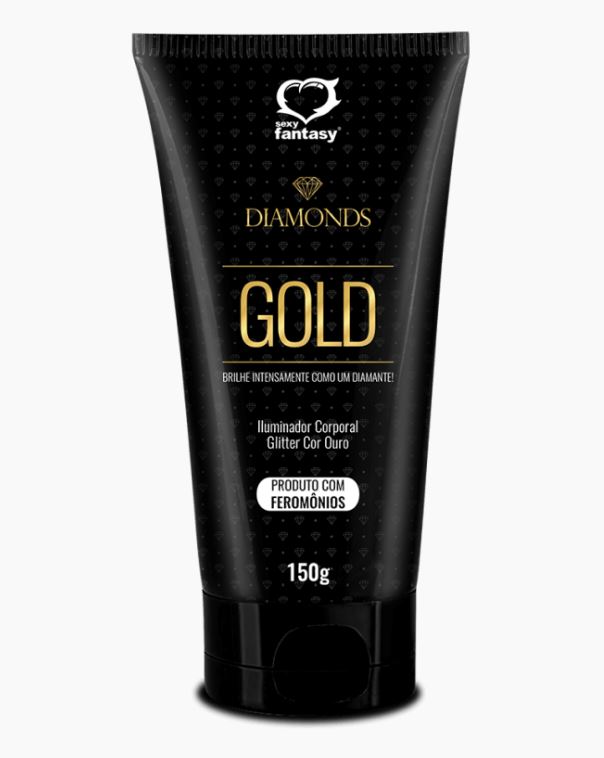 sexy
fantasy®
DIAMONDS
GOLD
BRILHE INTENSAMENTE COMO UM DIAMANTE!
Iluminador Corporal
Glitter Cor Ouro
PRODUTO COM
FEROMÔNIOS
150g